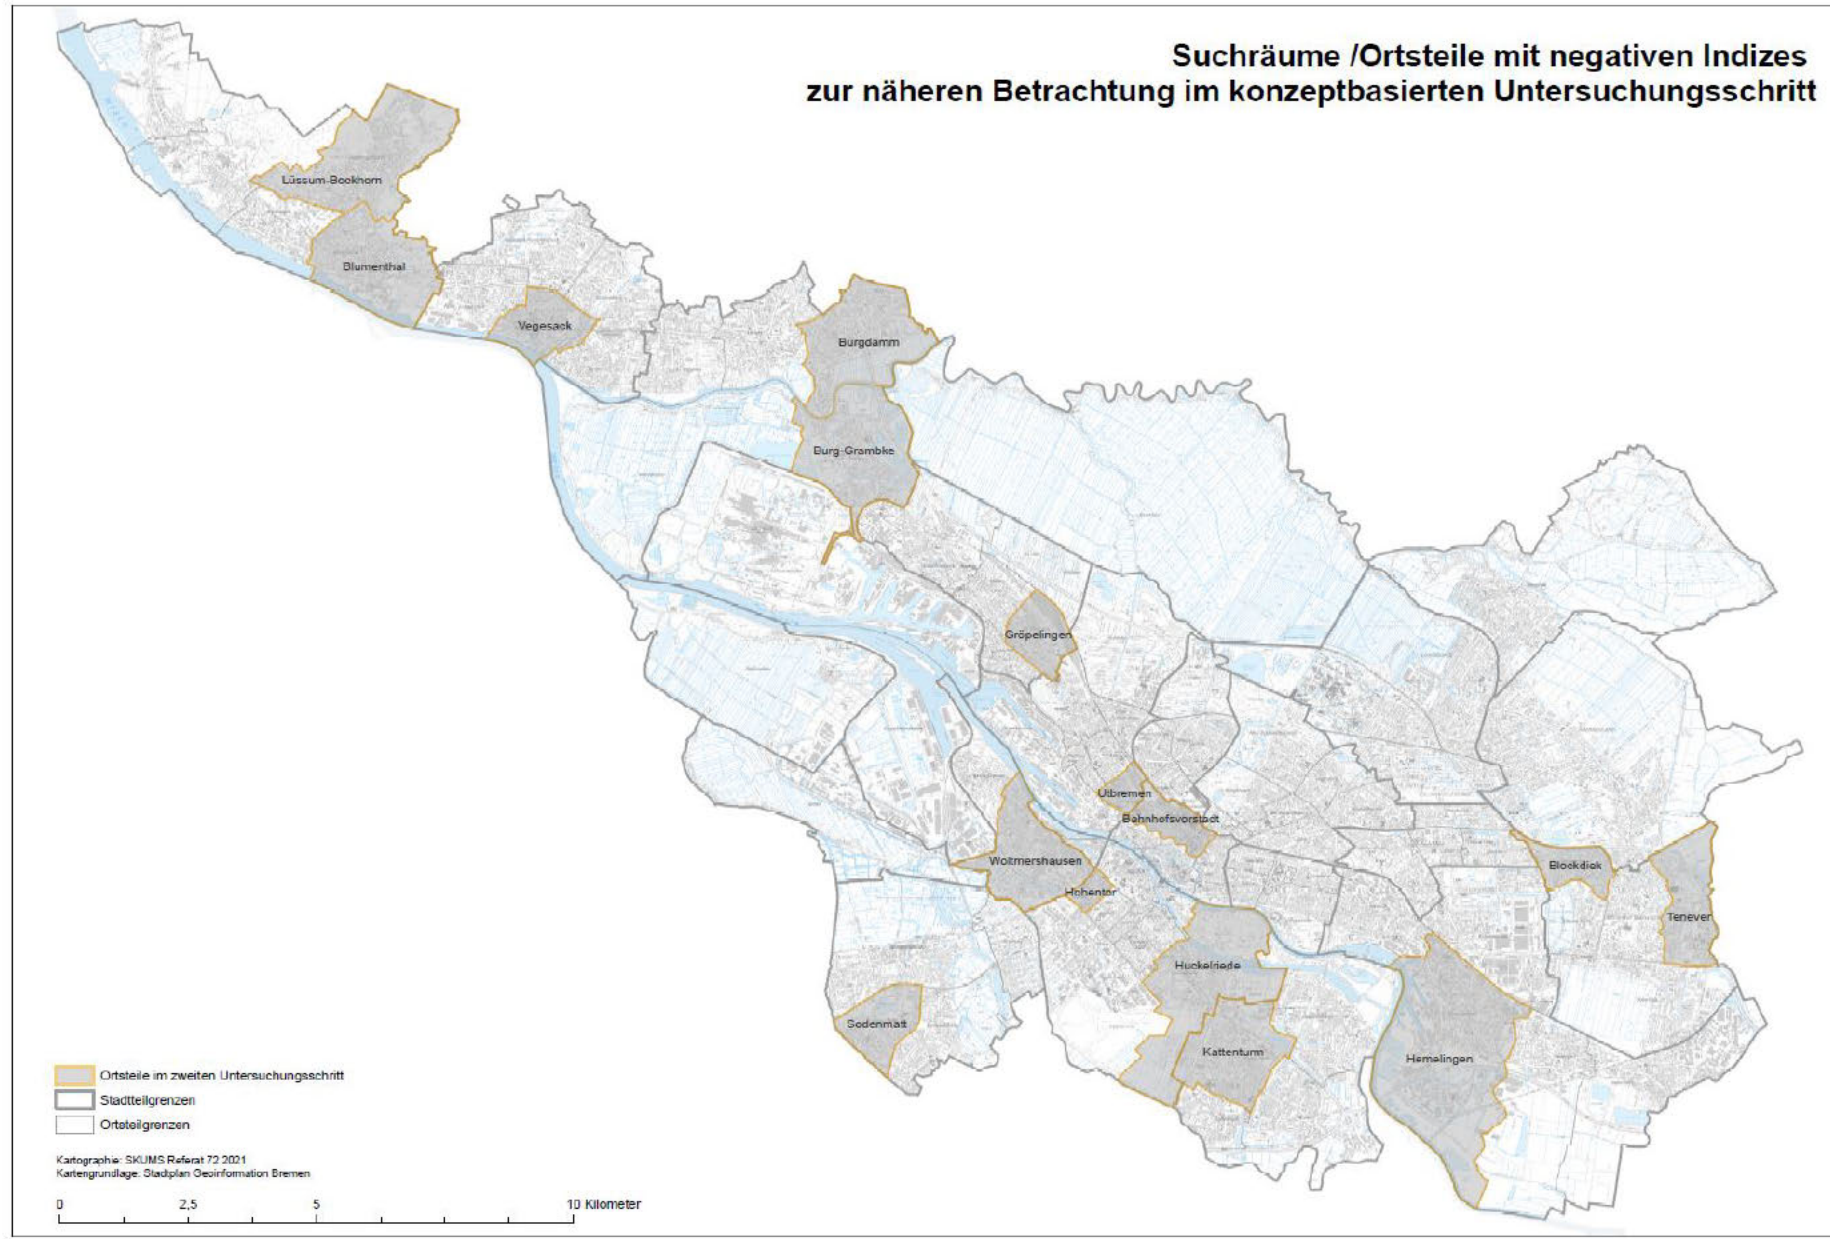 Suchräume /Ortsteile mit negativen Indizes
zur näheren Betrachtung im konzeptbasierten Untersuchungsschritt
Lüssum-Bockhorn
Blumenthal
Vegesack
Burgdamm
Burg-Grambke
Gröpelingen
Utbremen
Bahnhofsvorstadt
Woltmershausen
Hohentor
Blockdiek
Tenever
Huckelriede
Sodenmatt
Kattenturm
Hemelingen
Ortsteile im zweiten Untersuchungsschritt
Stadtteilgrenzen
Ortsteilgrenzen
Kartographie: SKUMS Referat 72 2021
Kartengrundlage: Stadtplan Geoinformation Bremen
0 2,5 5 10 Kilometer